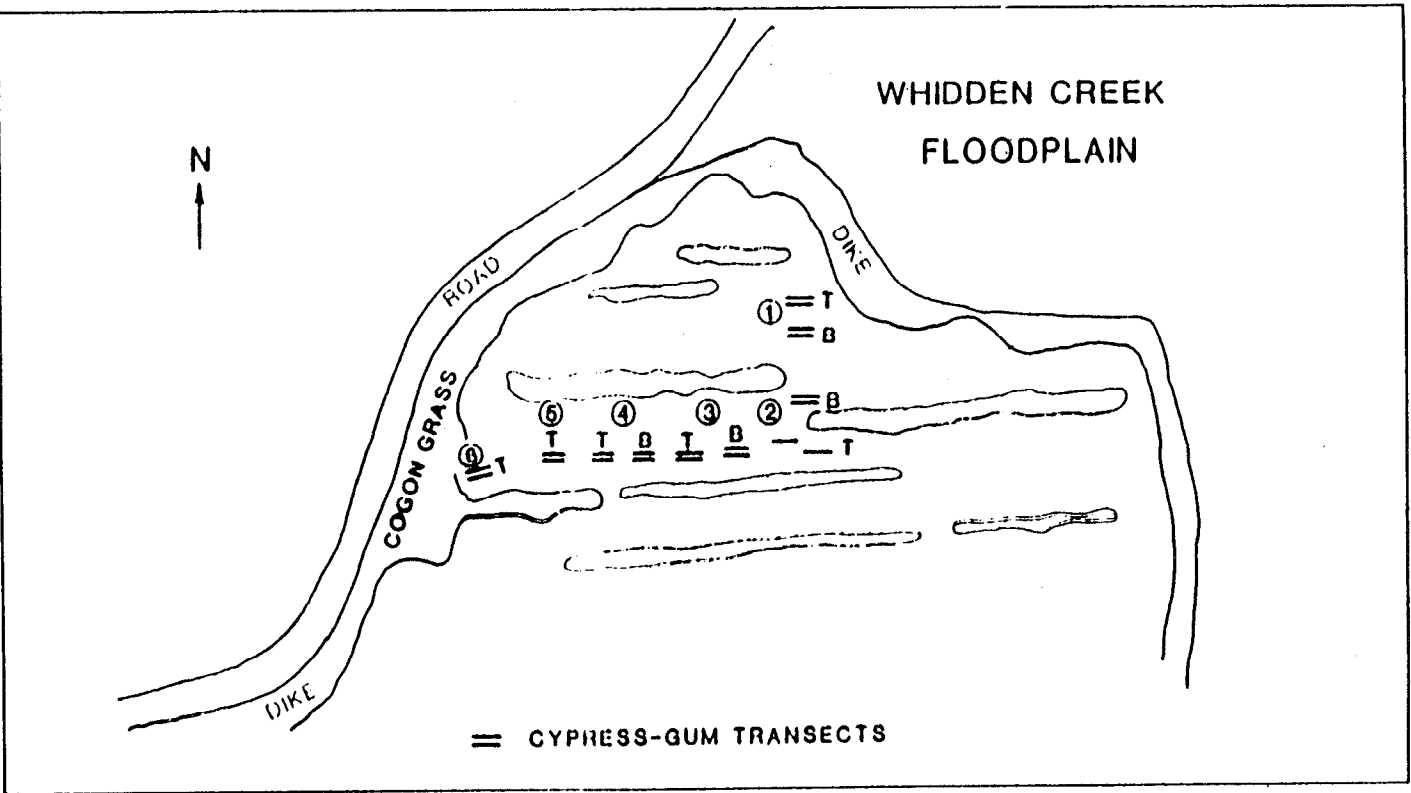 WHIDDEN CREEK
FLOODPLAIN
N
ROAD
DIKE
① T
B
B
⑤ ④ ③ ②
T T B T B T
⑥ T
COGON GRASS
DIKE
CYPRESS-GUM TRANSECTS